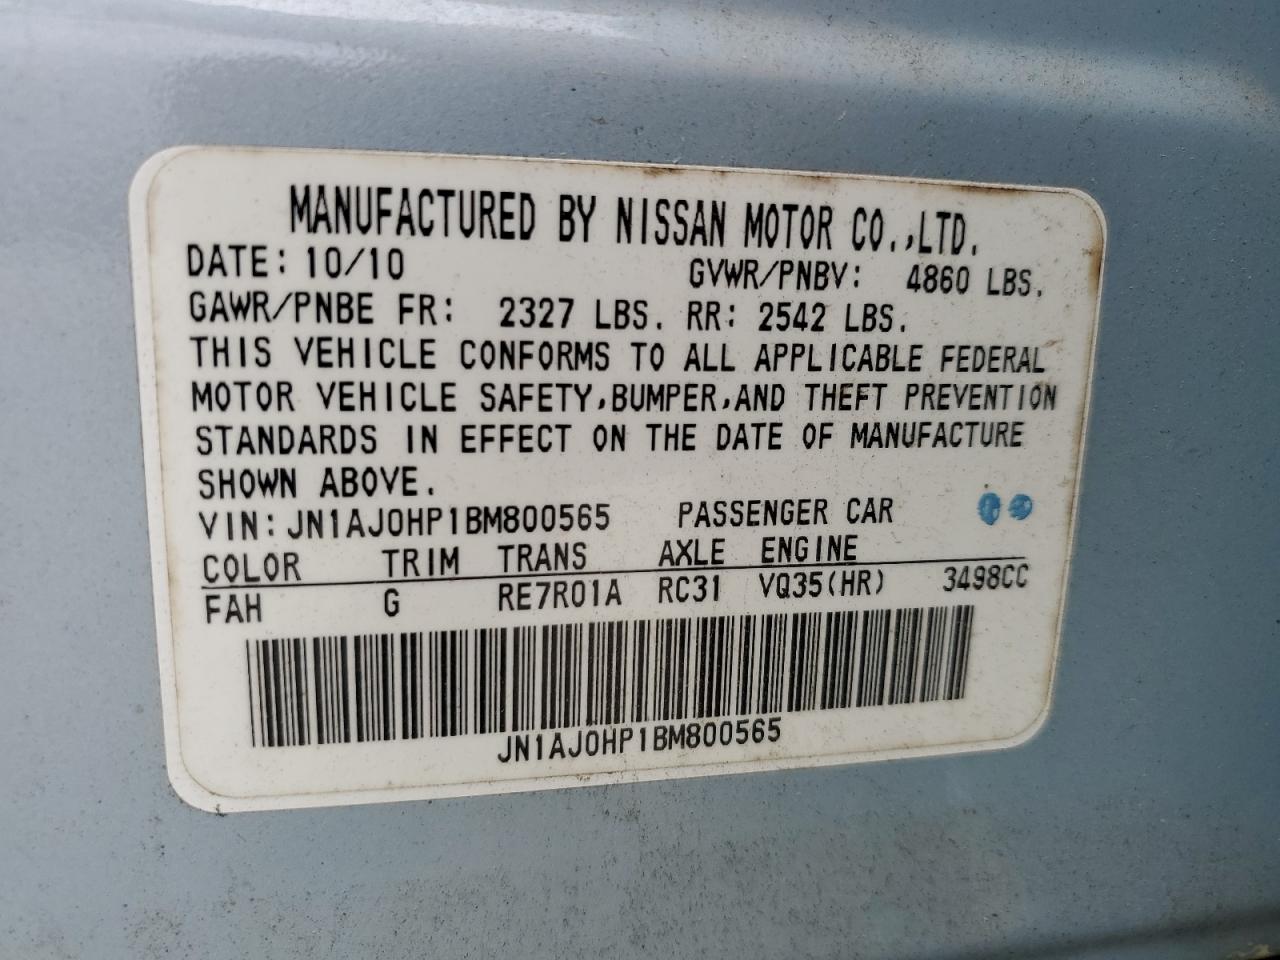 MANUFACTURED BY NISSAN MOTOR CO.,LTD.
DATE: 10/10 GVWR/PNBV: 4860 LBS.
GAWR/PNBE FR: 2327 LBS. RR: 2542 LBS.
THIS VEHICLE CONFORMS TO ALL APPLICABLE FEDERAL
MOTOR VEHICLE SAFETY,BUMPER,AND THEFT PREVENTION
STANDARDS IN EFFECT ON THE DATE OF MANUFACTURE
SHOWN ABOVE.
VIN: JN1AJ0HP1BM800565 PASSENGER CAR
COLOR TRIM TRANS AXLE ENGINE
FAH G RE7R01A RC31 VQ35(HR) 3498CC
JN1AJ0HP1BM800565